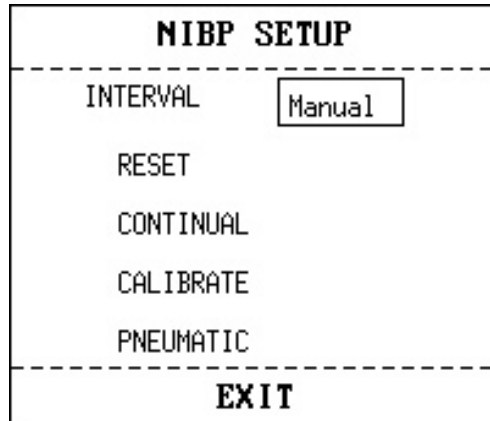 NIBP SETUP
INTERVAL Manual
RESET
CONTINUAL
CALIBRATE
PNEUMATIC
EXIT